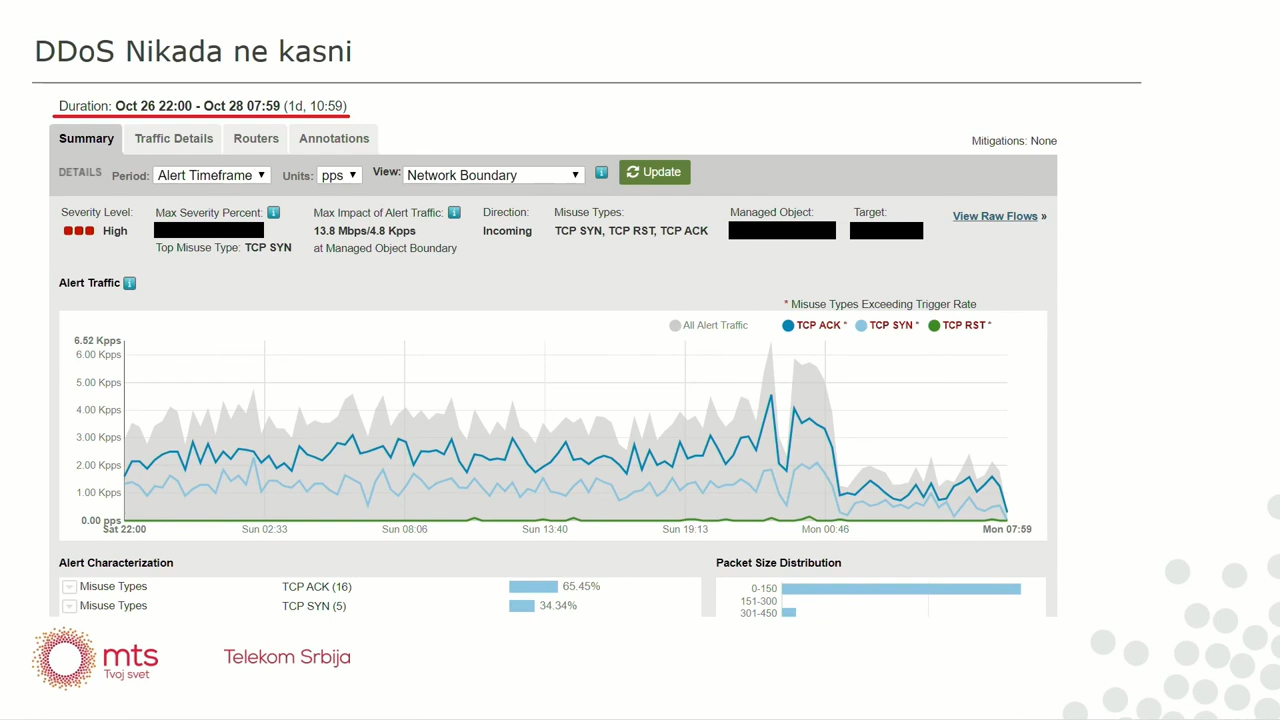 DDoS Nikada ne kasni
Duration: Oct 26 22:00 - Oct 28 07:59 (1d, 10:59)
Summary Traffic Details Routers Annotations
Mitigations: None
DETAILS Period: Alert Timeframe Units: pps View: Network Boundary i Update
Severity Level: Max Severity Percent: i Max Impact of Alert Traffic: i Direction: Misuse Types: Managed Object: Target: View Raw Flows »
High 13.8 Mbps/4.8 Kpps Incoming TCP SYN, TCP RST, TCP ACK
Top Misuse Type: TCP SYN at Managed Object Boundary
Alert Traffic i
* Misuse Types Exceeding Trigger Rate
All Alert Traffic TCP ACK * TCP SYN * TCP RST *
6.52 Kpps
6.00 Kpps
5.00 Kpps
4.00 Kpps
3.00 Kpps
2.00 Kpps
1.00 Kpps
0.00 pps
Sat 22:00 Sun 02:33 Sun 08:06 Sun 13:40 Sun 19:13 Mon 00:46 Mon 07:59
Alert Characterization Packet Size Distribution
Misuse Types TCP ACK (16) 65.45% 0-150
Misuse Types TCP SYN (5) 34.34% 151-300
301-450
mts Telekom Srbija
Tvoj svet